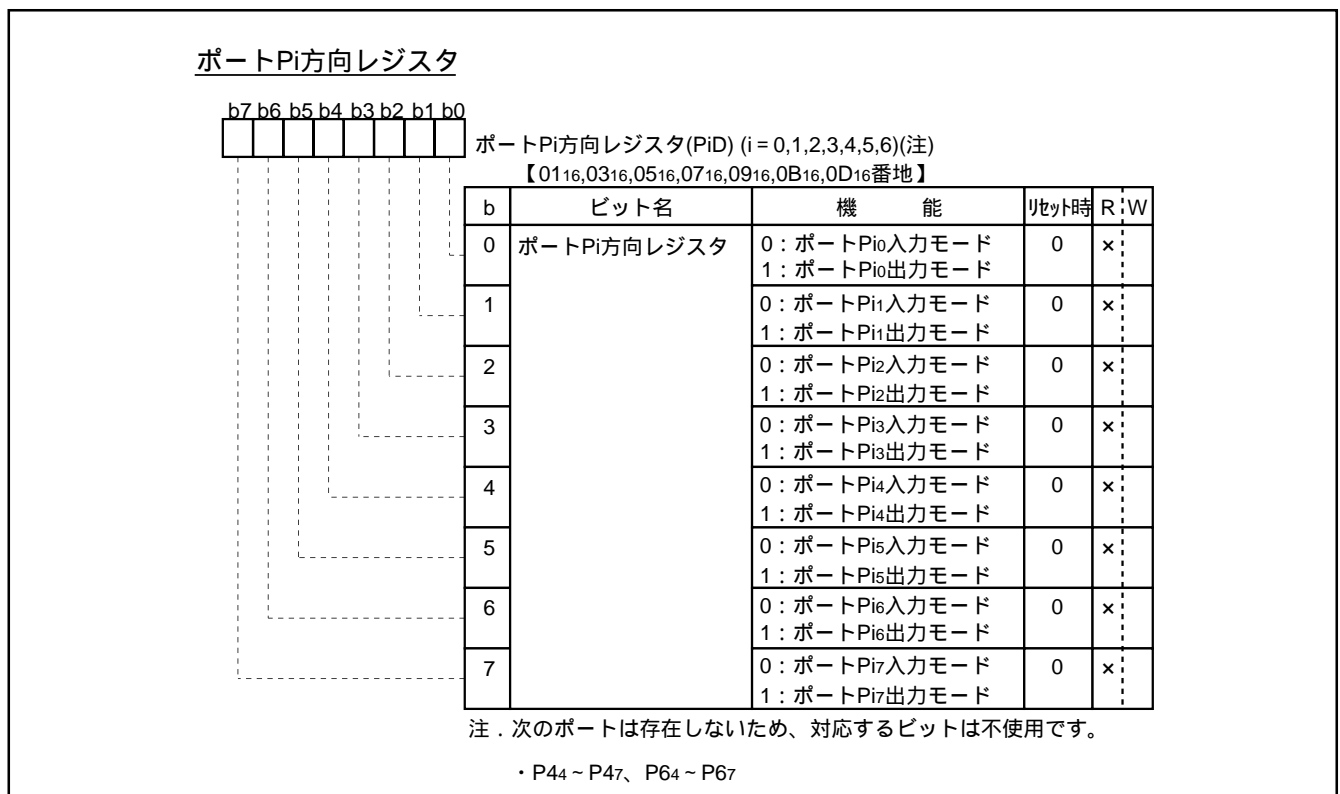 ポートPi方向レジスタ
b7 b6 b5 b4 b3 b2 b1 b0
ポートPi方向レジスタ(PiD) (i = 0,1,2,3,4,5,6)(注)
【0116,0316,0516,0716,0916,0B16,0D16番地】
b ビット名 機 能 リセット時 R W
0 ポートPi方向レジスタ 0：ポートPi0入力モード 0 ×
1：ポートPi0出力モード
1 0：ポートPi1入力モード 0 ×
1：ポートPi1出力モード
2 0：ポートPi2入力モード 0 ×
1：ポートPi2出力モード
3 0：ポートPi3入力モード 0 ×
1：ポートPi3出力モード
4 0：ポートPi4入力モード 0 ×
1：ポートPi4出力モード
5 0：ポートPi5入力モード 0 ×
1：ポートPi5出力モード
6 0：ポートPi6入力モード 0 ×
1：ポートPi6出力モード
7 0：ポートPi7入力モード 0 ×
1：ポートPi7出力モード
注．次のポートは存在しないため、対応するビットは不使用です。
・P44 ~ P47、P64 ~ P67